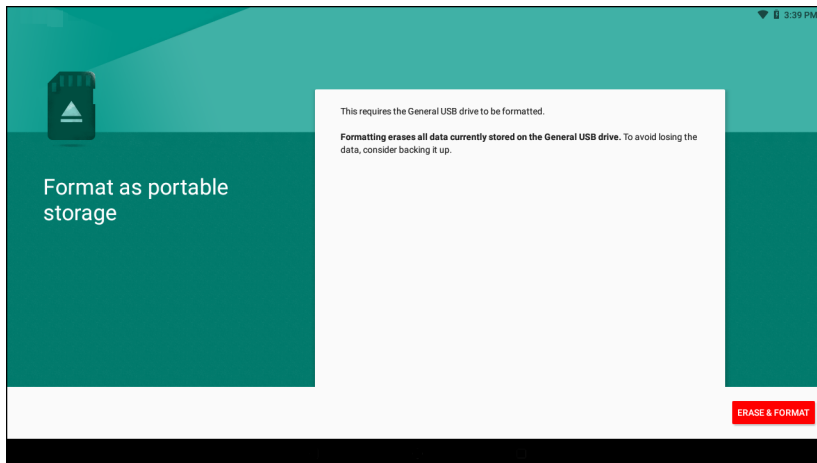 3:39 PM
This requires the General USB drive to be formatted.
Formatting erases all data currently stored on the General USB drive. To avoid losing the
data, consider backing it up.
Format as portable
storage
ERASE & FORMAT